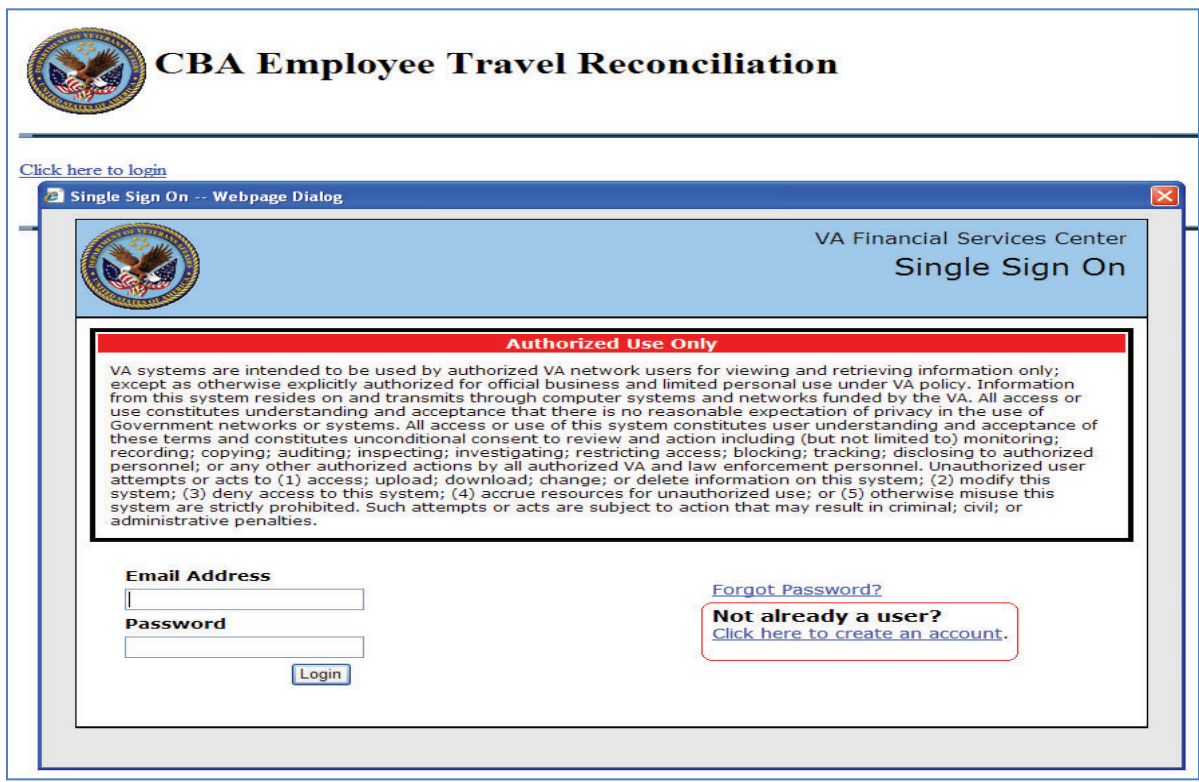 CBA Employee Travel Reconciliation
Click here to login
Single Sign On -- Webpage Dialog
VA Financial Services Center
Single Sign On
Authorized Use Only
VA systems are intended to be used by authorized VA network users for viewing and retrieving information only;
except as otherwise explicitly authorized for official business and limited personal use under VA policy. Information
from this system resides on and transmits through computer systems and networks funded by the VA. All access or
use constitutes understanding and acceptance that there is no reasonable expectation of privacy in the use of
Government networks or systems. All access or use of this system constitutes user understanding and acceptance of
these terms and constitutes unconditional consent to review and action including (but not limited to) monitoring;
recording; copying; auditing; inspecting; investigating; restricting access; blocking; tracking; disclosing to authorized
personnel; or any other authorized actions by all authorized VA and law enforcement personnel. Unauthorized user
attempts or acts to (1) access; upload; download; change; or delete information on this system; (2) modify this
system; (3) deny access to this system; (4) accrue resources for unauthorized use; or (5) otherwise misuse this
system are strictly prohibited. Such attempts or acts are subject to action that may result in criminal; civil; or
administrative penalties.
Email Address
Password
Login
Forgot Password?
Not already a user?
Click here to create an account.